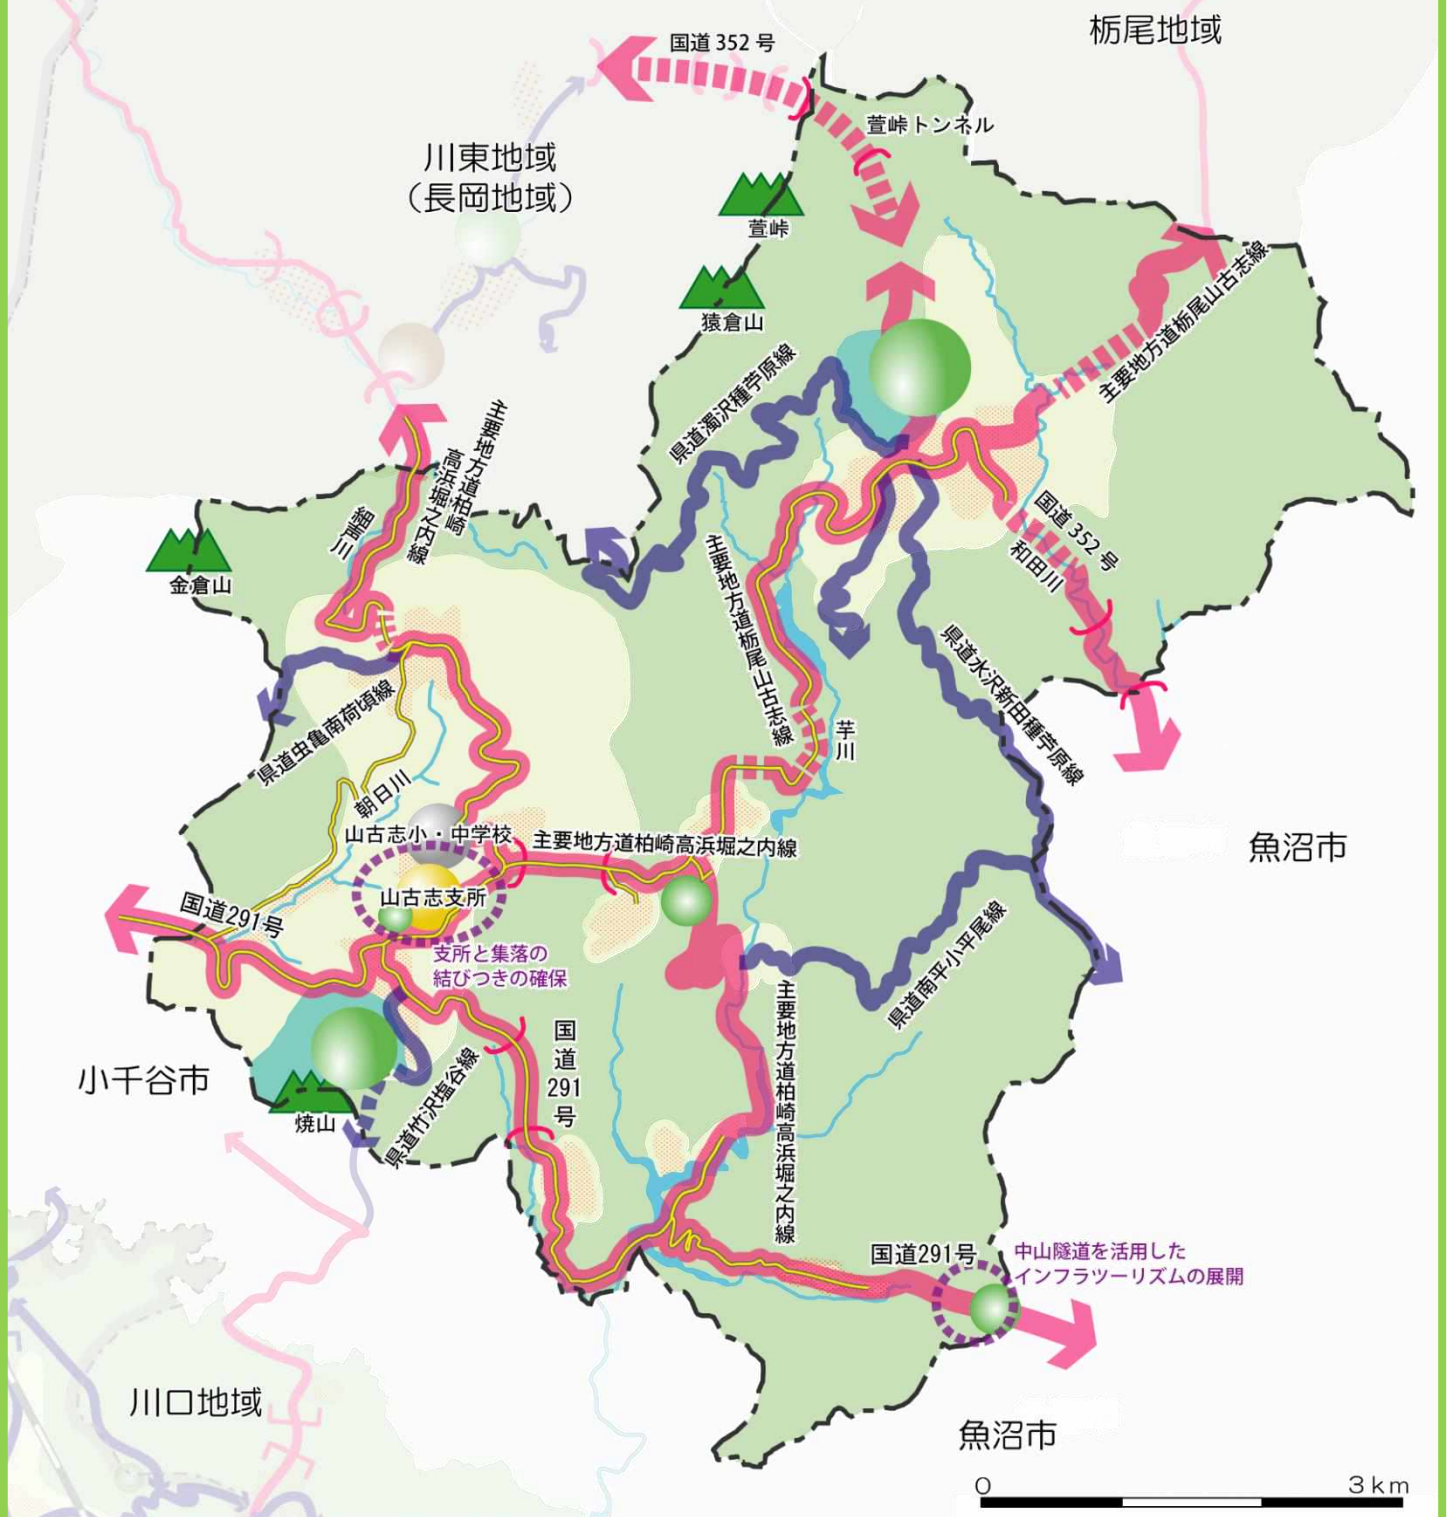 栃尾地域
国道 352 号
萱峠トンネル
川東地域
(長岡地域)
萱峠
猿倉山
主要地方道栃尾山古志線
県道濁沢種苧原線
主要地方道柏崎
高浜堀之内線
国道 352 号
和田川
金倉山
主要地方道栃尾山古志線
県道水沢新田種苧原線
県道虫亀南荷頃線
芋川
朝日川
山古志小・中学校
主要地方道柏崎高浜堀之内線
魚沼市
山古志支所
国道291号
支所と集落の
結びつきの確保
県道南平小平尾線
主要地方道柏崎高浜堀之内線
国道291号
小千谷市
県道竹沢塩谷線
焼山
国道291号
中山隧道を活用した
インフラツーリズムの展開
川口地域
魚沼市
0
3km